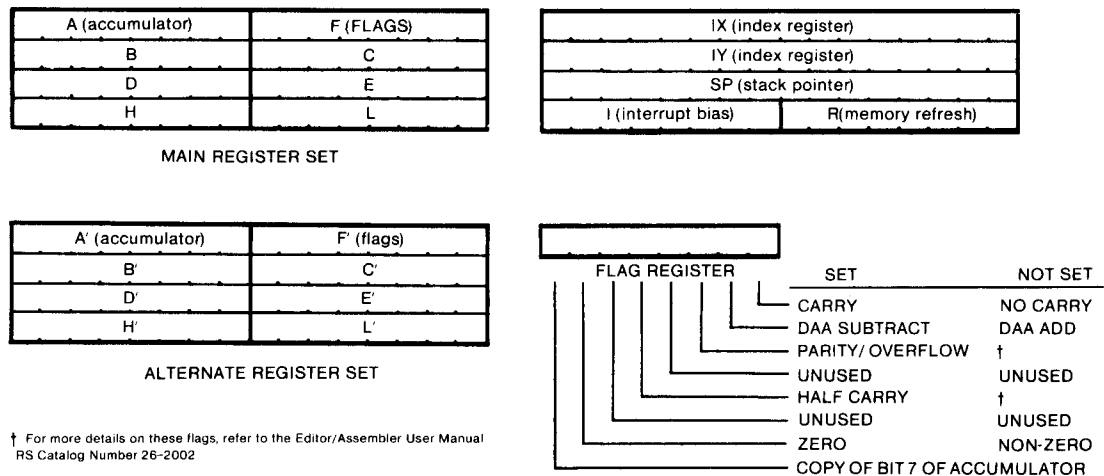 A (accumulator) F (FLAGS)
B C
D E
H L
MAIN REGISTER SET
IX (index register)
IY (index register)
SP (stack pointer)
I (interrupt bias) R(memory refresh)
A′ (accumulator) F′ (flags)
B′ C′
D′ E′
H′ L′
ALTERNATE REGISTER SET
† For more details on these flags, refer to the Editor/Assembler User Manual
RS Catalog Number 26-2002
FLAG REGISTER SET NOT SET
CARRY NO CARRY
DAA SUBTRACT DAA ADD
PARITY/OVERFLOW †
UNUSED UNUSED
HALF CARRY †
UNUSED UNUSED
ZERO NON-ZERO
COPY OF BIT 7 OF ACCUMULATOR